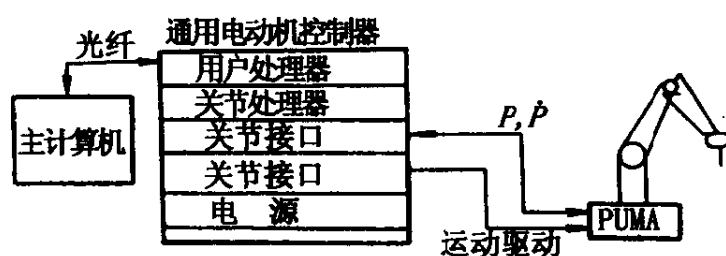 通用电动机控制器
光纤
用户处理器
关节处理器
主计算机
关节接口
P, Ṗ
关节接口
电 源
PUMA
运动驱动